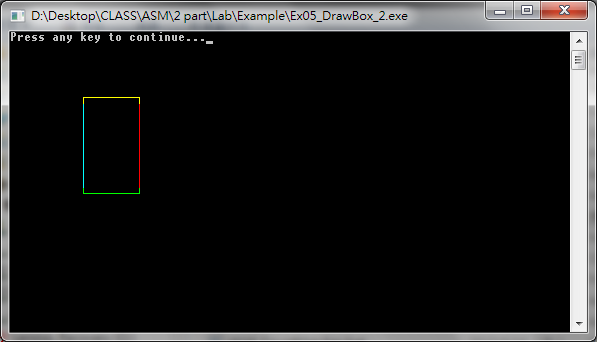 D:\Desktop\CLASS\ASM\2 part\Lab\Example\Ex05_DrawBox_2.exe
Press any key to continue...